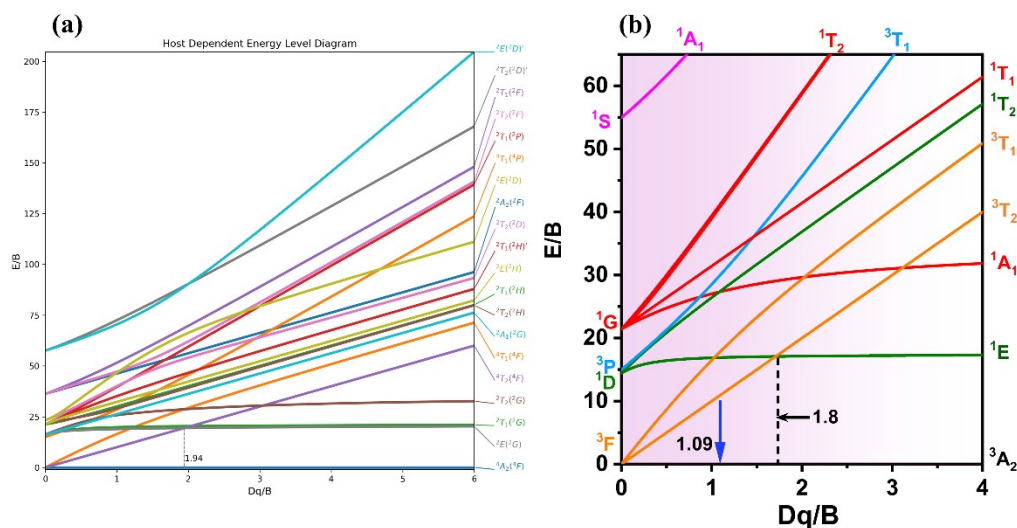 (a)
Host Dependent Energy Level Diagram
E/B
200
175
150
125
100
75
50
25
0
²E(²D)'
²T₂(²D)'
²T₁(²F)
²T₂(²F)
²T₁(²P)
⁴T₁(⁴P)
²E(²D)
²A₂(²F)
²T₂(²D)
²T₁(²H)'
²E(²H)
²T₁(²H)
²T₂(²H)
²A₁(²G)
⁴T₁(⁴F)
⁴T₂(⁴F)
²T₂(²G)
²T₁(²G)
²E(²G)
⁴A₂(⁴F)
1.94
0 1 2 3 4 5 6
Dq/B
(b)
¹A₁ ¹T₂ ³T₁
E/B
60
50
40
30
20
10
0
¹S
¹G
³P
¹D
³F
¹T₁
¹T₂
³T₁
³T₂
¹A₁
¹E
³A₂
1.8
1.09
0 1 2 3 4
Dq/B